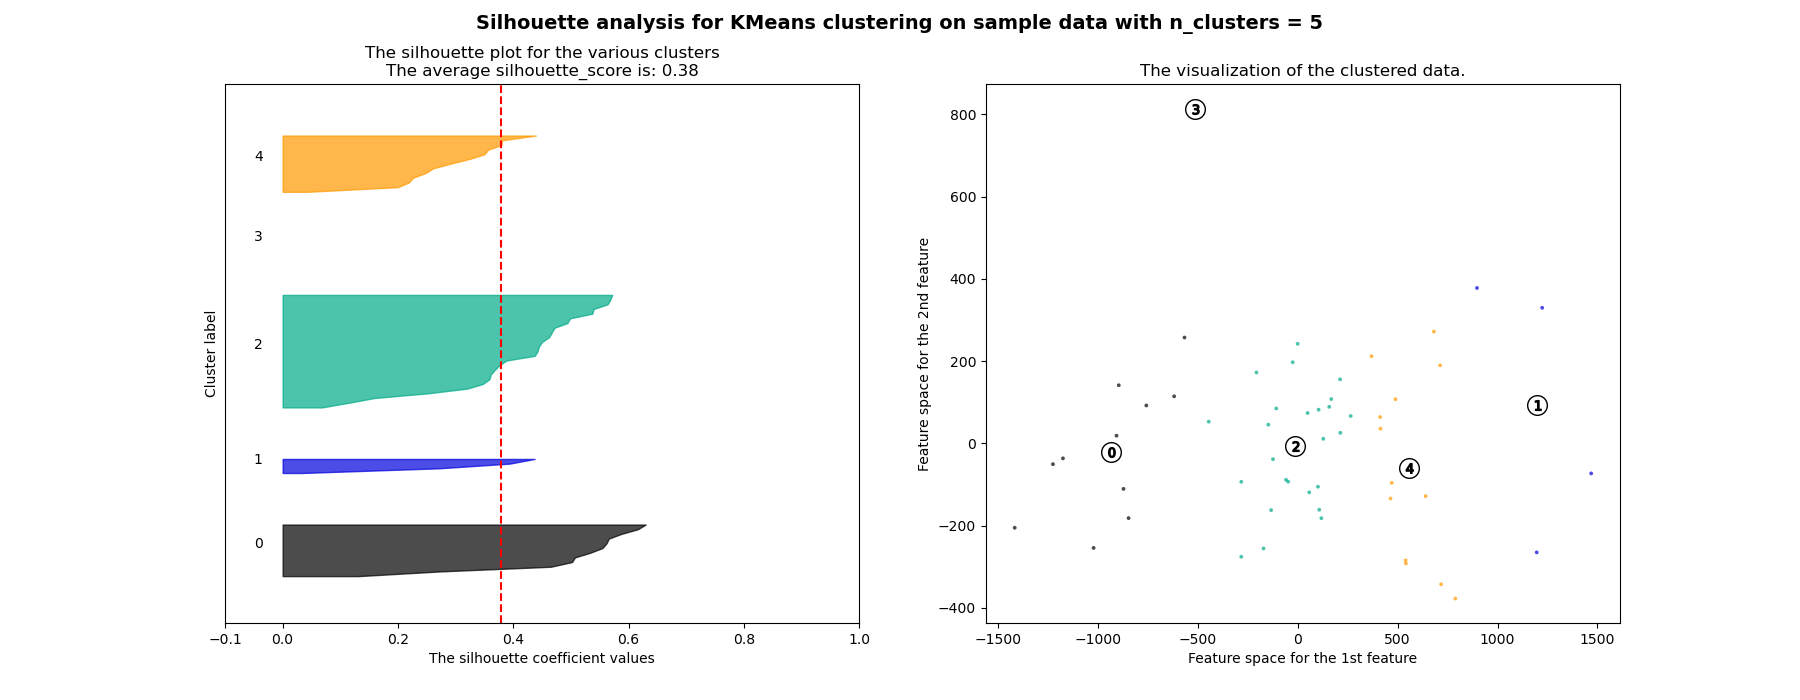 Silhouette analysis for KMeans clustering on sample data with n_clusters = 5
The silhouette plot for the various clusters
The average silhouette_score is: 0.38
Cluster label
4
3
2
1
0
−0.1 0.0 0.2 0.4 0.6 0.8 1.0
The silhouette coefficient values
The visualization of the clustered data.
Feature space for the 2nd feature
800
600
400
200
0
−200
−400
3
1
2
0
4
−1500 −1000 −500 0 500 1000 1500
Feature space for the 1st feature